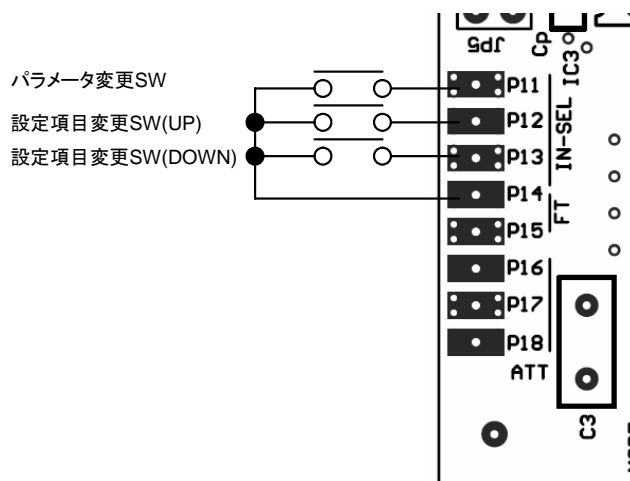 JP5
Cp
IC3
パラメータ変更SW
P11
設定項目変更SW(UP)
P12
設定項目変更SW(DOWN)
P13
IN-SEL
P14
FT
P15
P16
P17
P18
ATT
C3